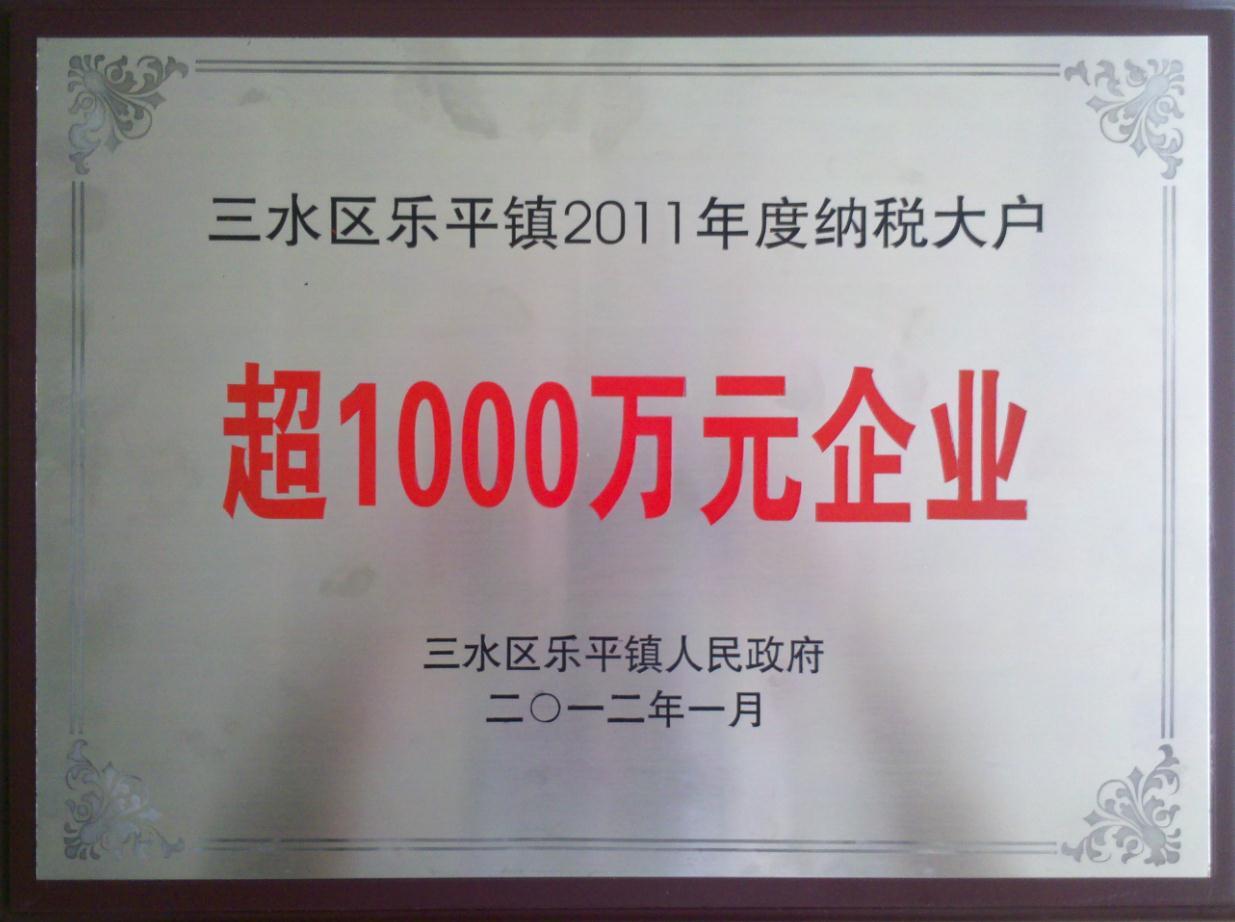 三水区乐平镇2011年度纳税大户
超1000万元企业
三水区乐平镇人民政府
二〇一二年一月